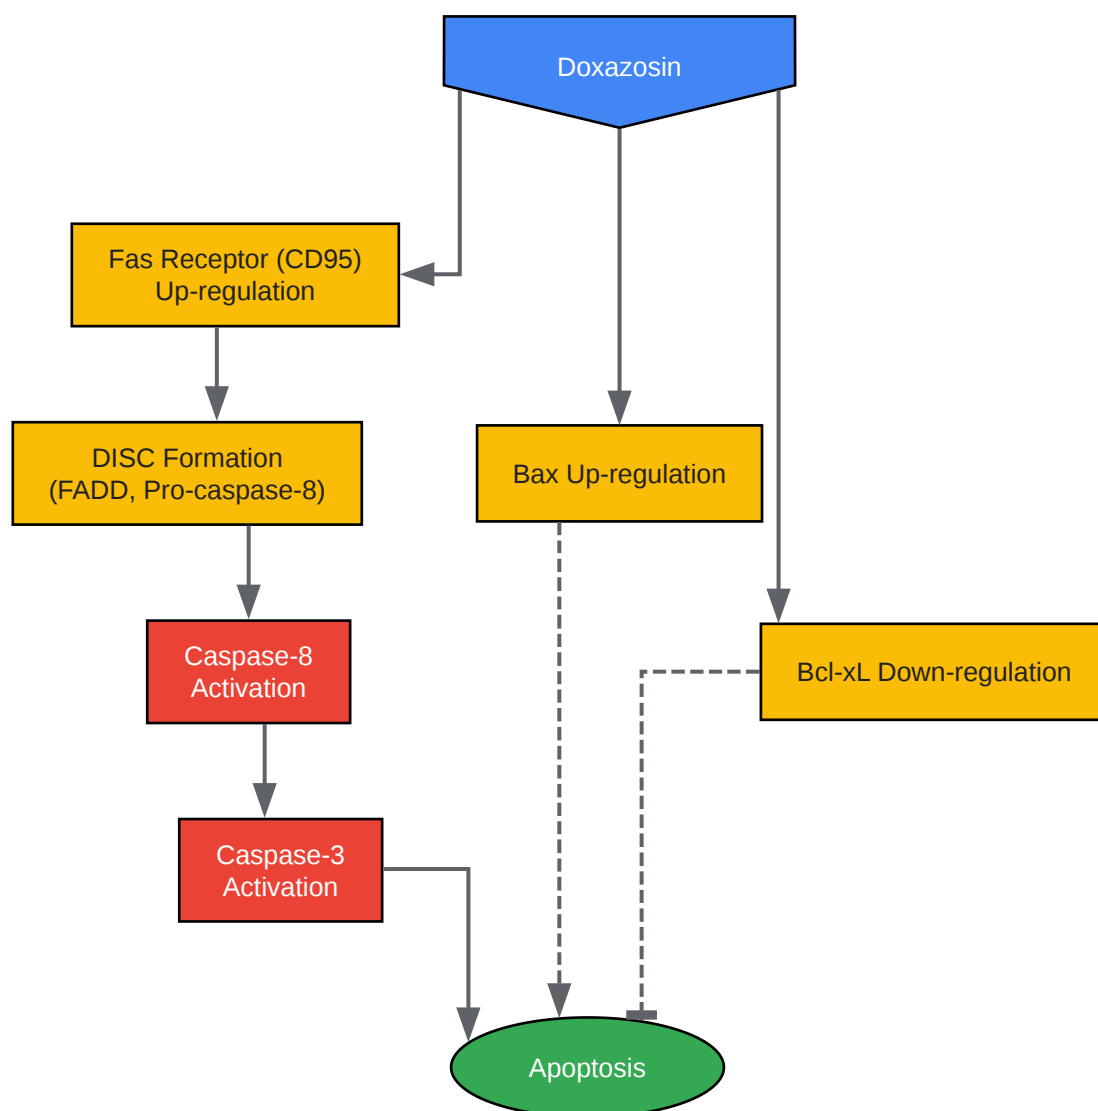 Doxazosin
Fas Receptor (CD95)
Up-regulation
DISC Formation
(FADD, Pro-caspase-8)
Bax Up-regulation
Caspase-8
Activation
Bcl-xL Down-regulation
Caspase-3
Activation
Apoptosis